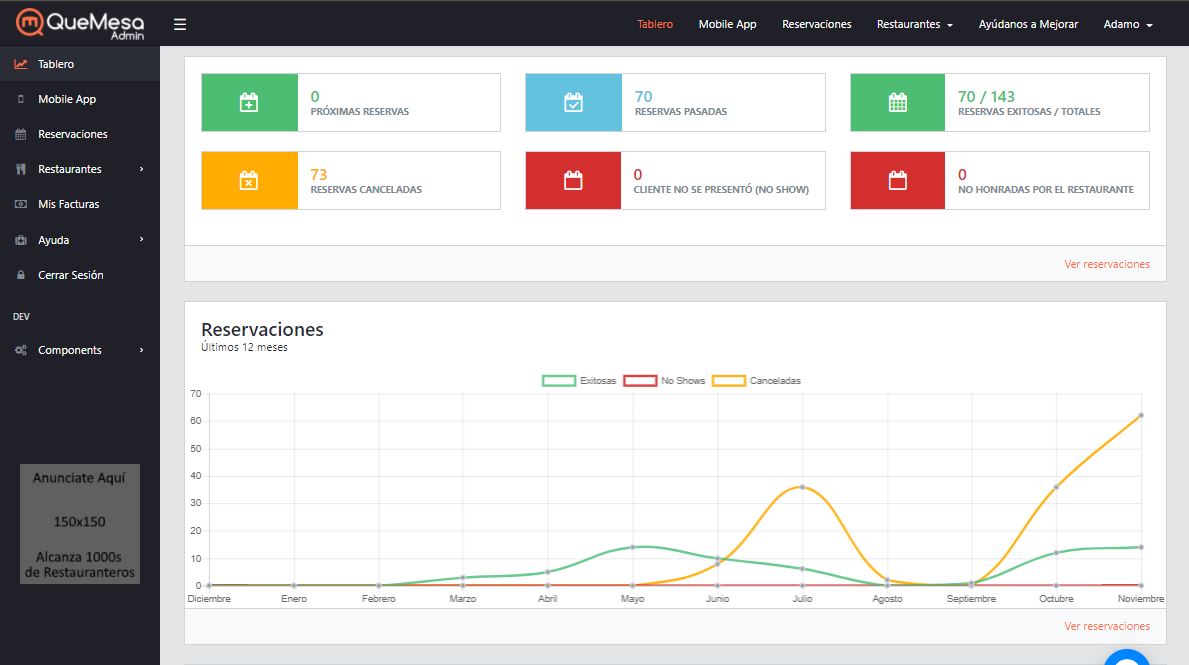 QueMesa
Admin
Tablero
Mobile App
Reservaciones
Restaurantes
Ayúdanos a Mejorar
Adamo
Tablero
Mobile App
Reservaciones
Restaurantes
Mis Facturas
Ayuda
Cerrar Sesión
DEV
Components
Anunciate Aquí
150x150
Alcanza 1000s
de Restauranteros
0
PRÓXIMAS RESERVAS
70
RESERVAS PASADAS
70 / 143
RESERVAS EXITOSAS / TOTALES
73
RESERVAS CANCELADAS
0
CLIENTE NO SE PRESENTÓ (NO SHOW)
0
NO HONRADAS POR EL RESTAURANTE
Ver reservaciones
Reservaciones
Últimos 12 meses
Exitosas
No Shows
Canceladas
70
60
50
40
30
20
10
0
Diciembre
Enero
Febrero
Marzo
Abril
Mayo
Junio
Julio
Agosto
Septiembre
Octubre
Noviembre
Ver reservaciones